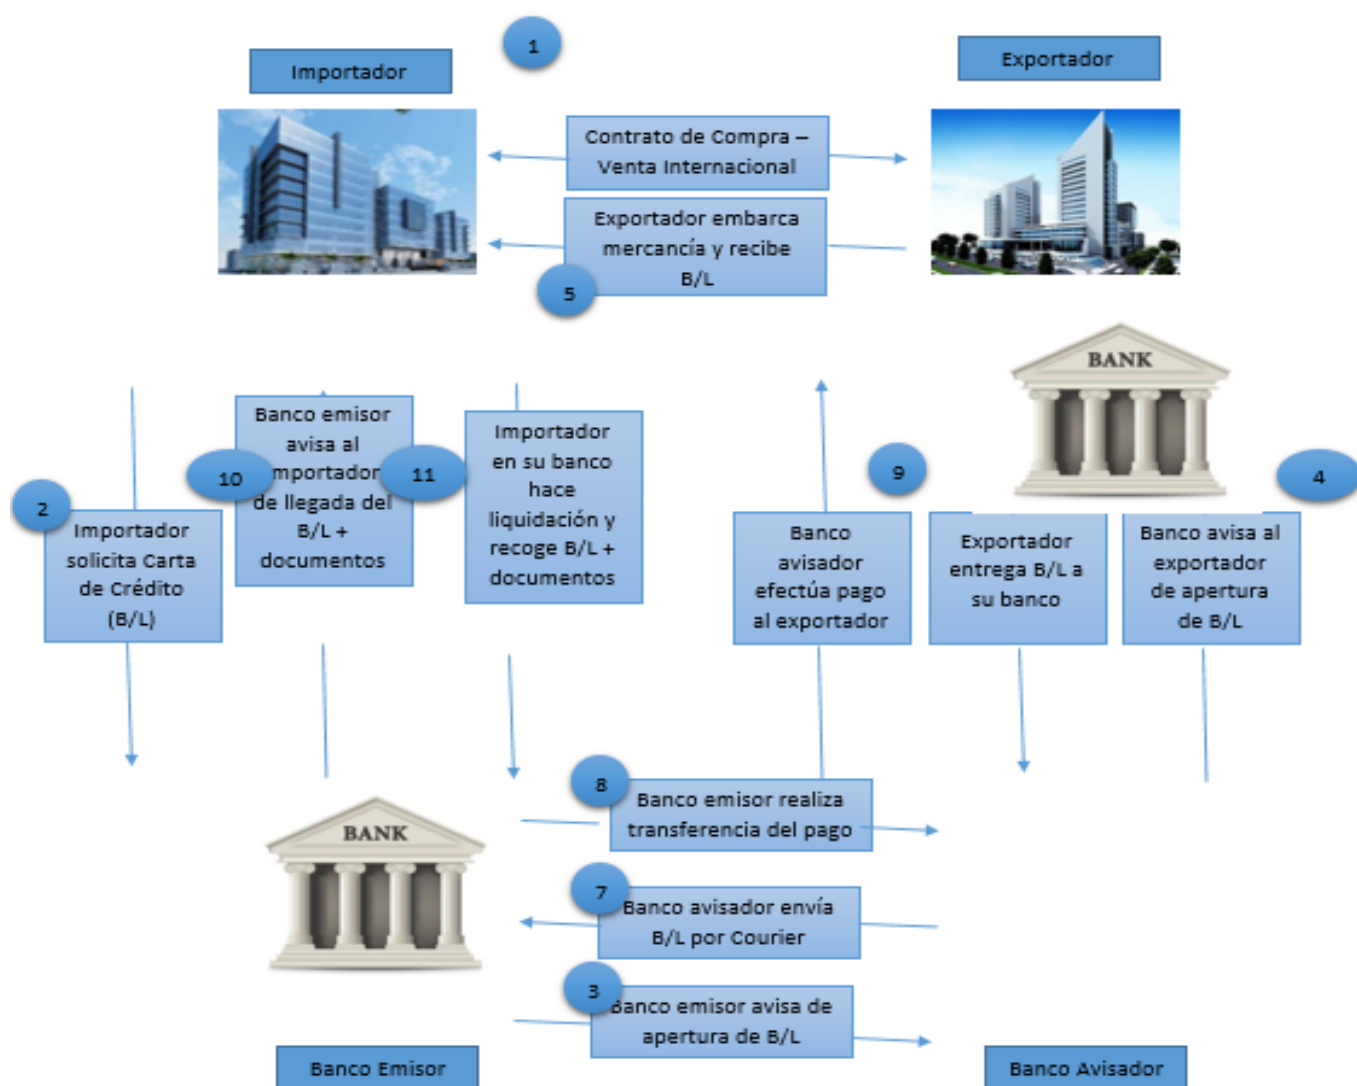 1
Importador
Exportador
Contrato de Compra –
Venta Internacional
Exportador embarca
mercancía y recibe
B/L
5
BANK
Banco emisor
avisa al
importador
de llegada del
B/L +
documentos
10
11
Importador
en su banco
hace
liquidación y
recoge B/L +
documentos
9
4
2
Importador
solicita Carta
de Crédito
(B/L)
Banco
avisador
efectúa pago
al exportador
Exportador
entrega B/L a
su banco
Banco avisa al
exportador
de apertura
de B/L
8
Banco emisor realiza
transferencia del pago
BANK
7
Banco avisador envía
B/L por Courier
3
Banco emisor avisa de
apertura de B/L
Banco Emisor
Banco Avisador